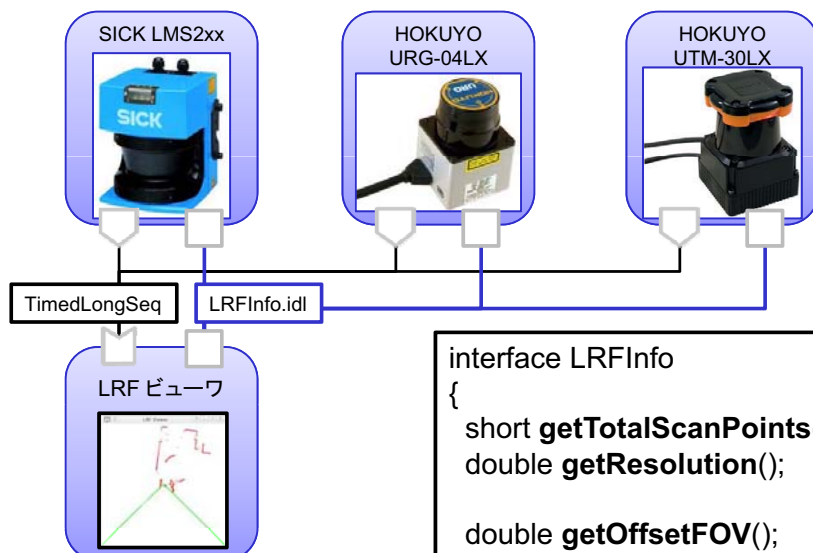 SICK LMS2xx
HOKUYO
URG-04LX
HOKUYO
UTM-30LX
SICK
URG
TimedLongSeq
LRFInfo.idl
LRF ビューワ
interface LRFInfo
{
short getTotalScanPoints
double getResolution();
double getOffsetFOV();